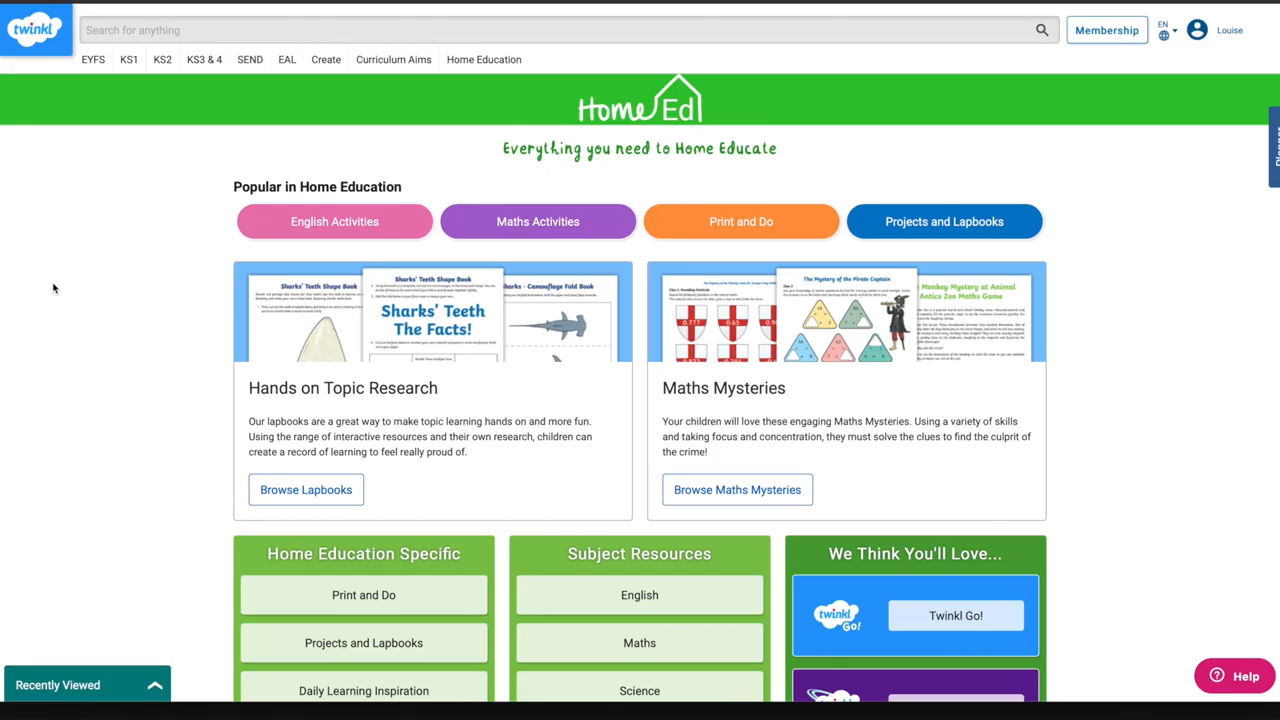 twinkl
Search for anything
Membership
EN
Louise
EYFS KS1 KS2 KS3 & 4 SEND EAL Create Curriculum Aims Home Education
Home Ed
Everything you need to Home Educate
Popular in Home Education
English Activities
Maths Activities
Print and Do
Projects and Lapbooks
Sharks' Teeth Shape Book
Sharks' Teeth Shape Book
Sharks' Teeth
The Facts!
Sharks - Camouflage Fold Book
The Mystery of the Pirate Captain
Monkey Mystery at Animal
Antics Zoo Maths Game
0.777
0.65
Hands on Topic Research
Our lapbooks are a great way to make topic learning hands on and more fun.
Using the range of interactive resources and their own research, children can
create a record of learning to feel really proud of.
Browse Lapbooks
Maths Mysteries
Your children will love these engaging Maths Mysteries. Using a variety of skills
and taking focus and concentration, they must solve the clues to find the culprit of
the crime!
Browse Maths Mysteries
Home Education Specific
Print and Do
Projects and Lapbooks
Daily Learning Inspiration
Subject Resources
English
Maths
Science
We Think You'll Love...
twinkl
GO!
Twinkl Go!
Recently Viewed
Help